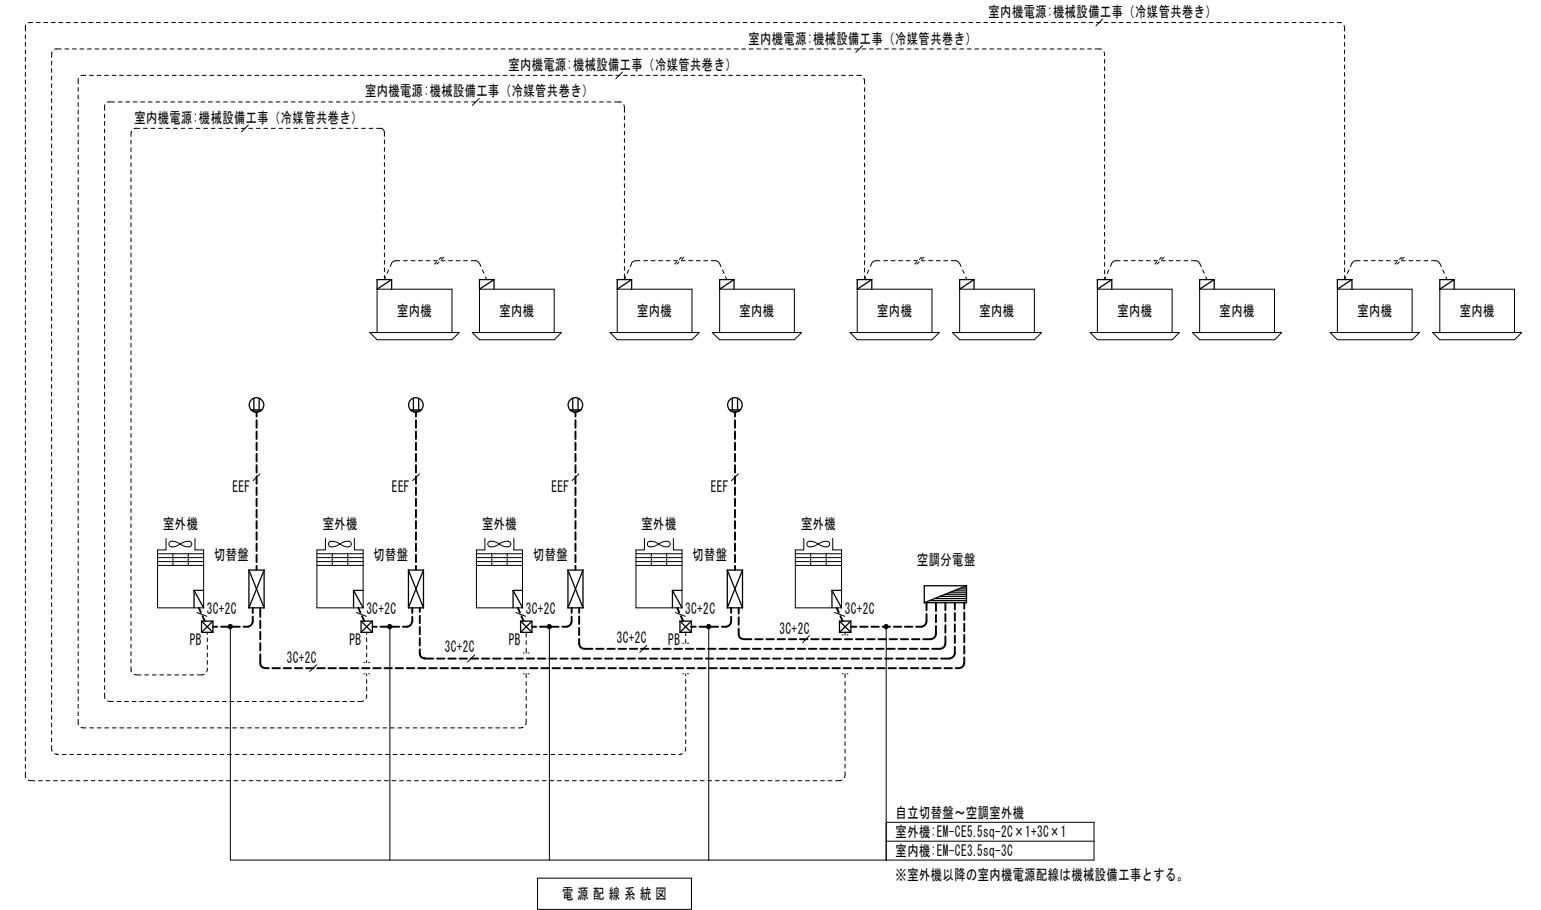 室内機電源:機械設備工事（冷媒管共巻き）
室内機電源:機械設備工事（冷媒管共巻き）
室内機電源:機械設備工事（冷媒管共巻き）
室内機電源:機械設備工事（冷媒管共巻き）
室内機電源:機械設備工事（冷媒管共巻き）
室内機 室内機 室内機 室内機 室内機 室内機 室内機 室内機 室内機 室内機
EEF EEF EEF EEF
室外機 室外機 室外機 室外機 室外機
切替盤 切替盤 切替盤 切替盤 空調分電盤
3C+2C 3C+2C 3C+2C 3C+2C 3C+2C
PB PB PB PB
3C+2C 3C+2C 3C+2C 3C+2C
自立切替盤～空調室外機
室外機:EM-CE5.5sq-2C×1+3C×1
室内機:EM-CE3.5sq-3C
※室外機以降の室内機電源配線は機械設備工事とする。
電源配線系統図